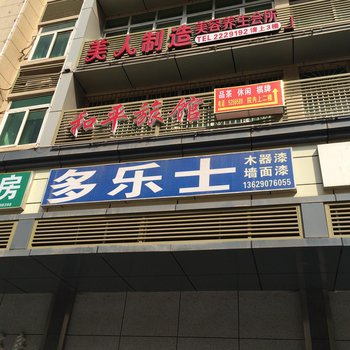 美人制造 美容养生会所
TEL 2229192 楼上3楼
品茶 休闲 棋牌
和平旅馆
多乐士
木器漆
墙面漆
13629076055
房